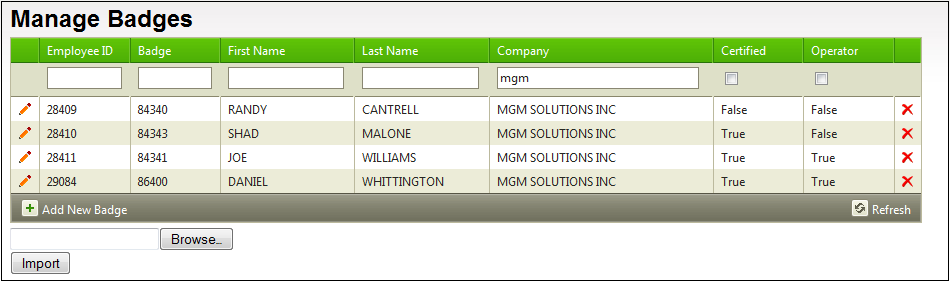 Manage Badges
Employee ID Badge First Name Last Name Company Certified Operator
mgm
28409 84340 RANDY CANTRELL MGM SOLUTIONS INC False False
28410 84343 SHAD MALONE MGM SOLUTIONS INC True False
28411 84341 JOE WILLIAMS MGM SOLUTIONS INC True True
29084 86400 DANIEL WHITTINGTON MGM SOLUTIONS INC True True
Add New Badge Refresh
Browse...
Import